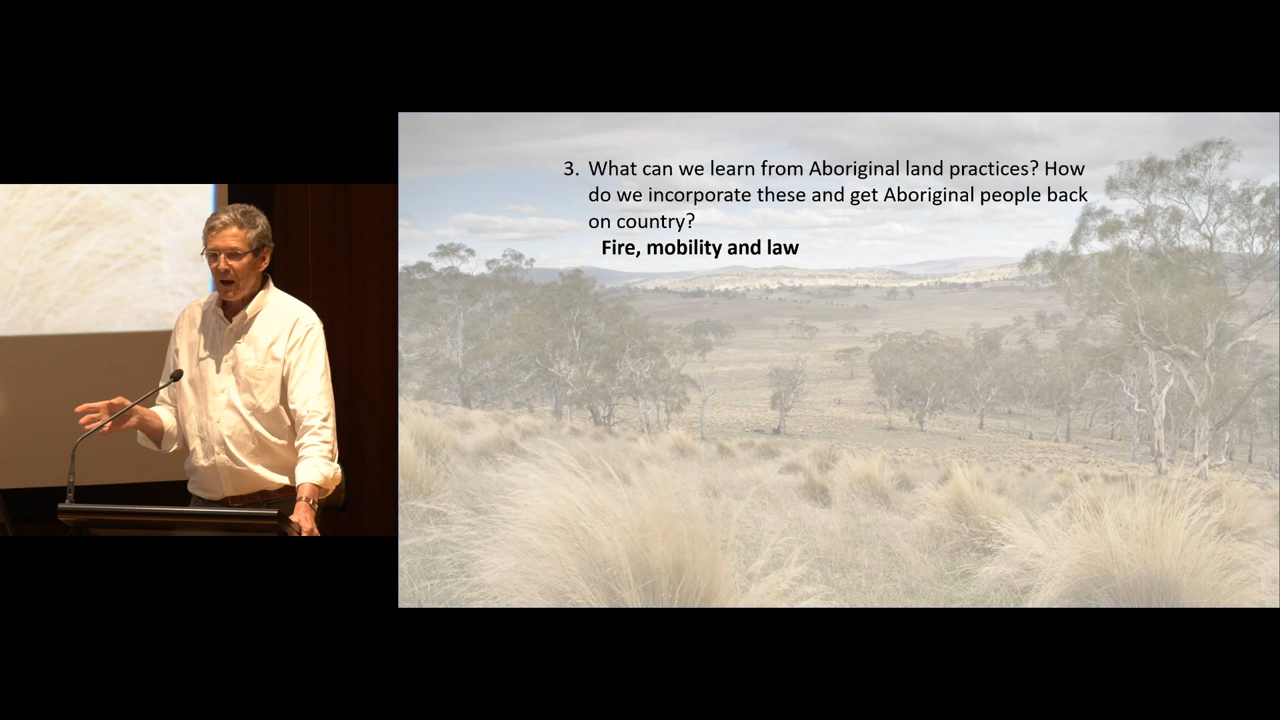 3. What can we learn from Aboriginal land practices? How
do we incorporate these and get Aboriginal people back
on country?
Fire, mobility and law